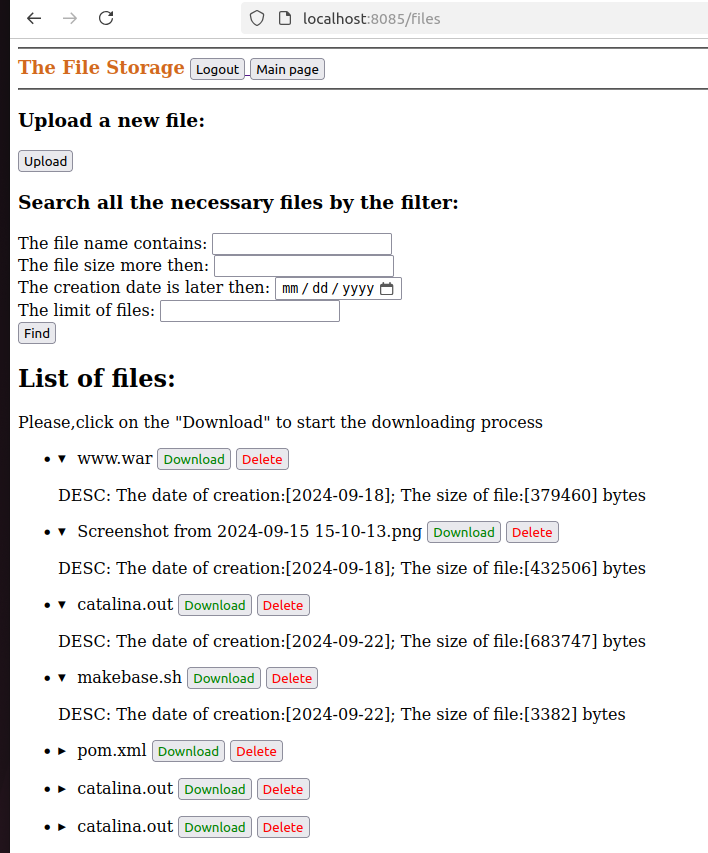 localhost:8085/files
The File Storage Logout Main page
Upload a new file:
Upload
Search all the necessary files by the filter:
The file name contains:
The file size more then:
The creation date is later then: mm / dd / yyyy
The limit of files:
Find
List of files:
Please,click on the "Download" to start the downloading process
www.war Download Delete
DESC: The date of creation:[2024-09-18]; The size of file:[379460] bytes
Screenshot from 2024-09-15 15-10-13.png Download Delete
DESC: The date of creation:[2024-09-18]; The size of file:[432506] bytes
catalina.out Download Delete
DESC: The date of creation:[2024-09-22]; The size of file:[683747] bytes
makebase.sh Download Delete
DESC: The date of creation:[2024-09-22]; The size of file:[3382] bytes
pom.xml Download Delete
catalina.out Download Delete
catalina.out Download Delete